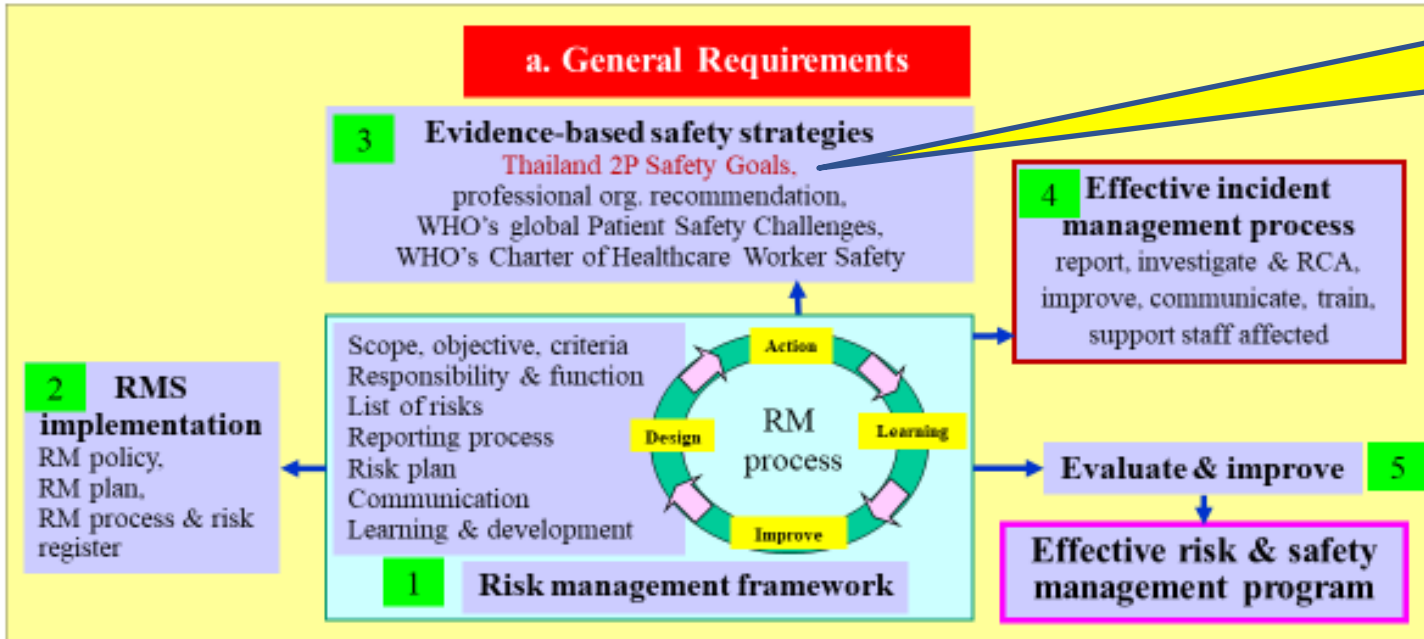 a. General Requirements
3
Evidence-based safety strategies
Thailand 2P Safety Goals,
professional org. recommendation,
WHO's global Patient Safety Challenges,
WHO's Charter of Healthcare Worker Safety
4
Effective incident
management process
report, investigate & RCA,
improve, communicate, train,
support staff affected
2
RMS
implementation
RM policy,
RM plan,
RM process & risk
register
Scope, objective, criteria
Responsibility & function
List of risks
Reporting process
Risk plan
Communication
Learning & development
Action
Design
RM
process
Learning
Improve
1
Risk management framework
Evaluate & improve
5
Effective risk & safety
management program